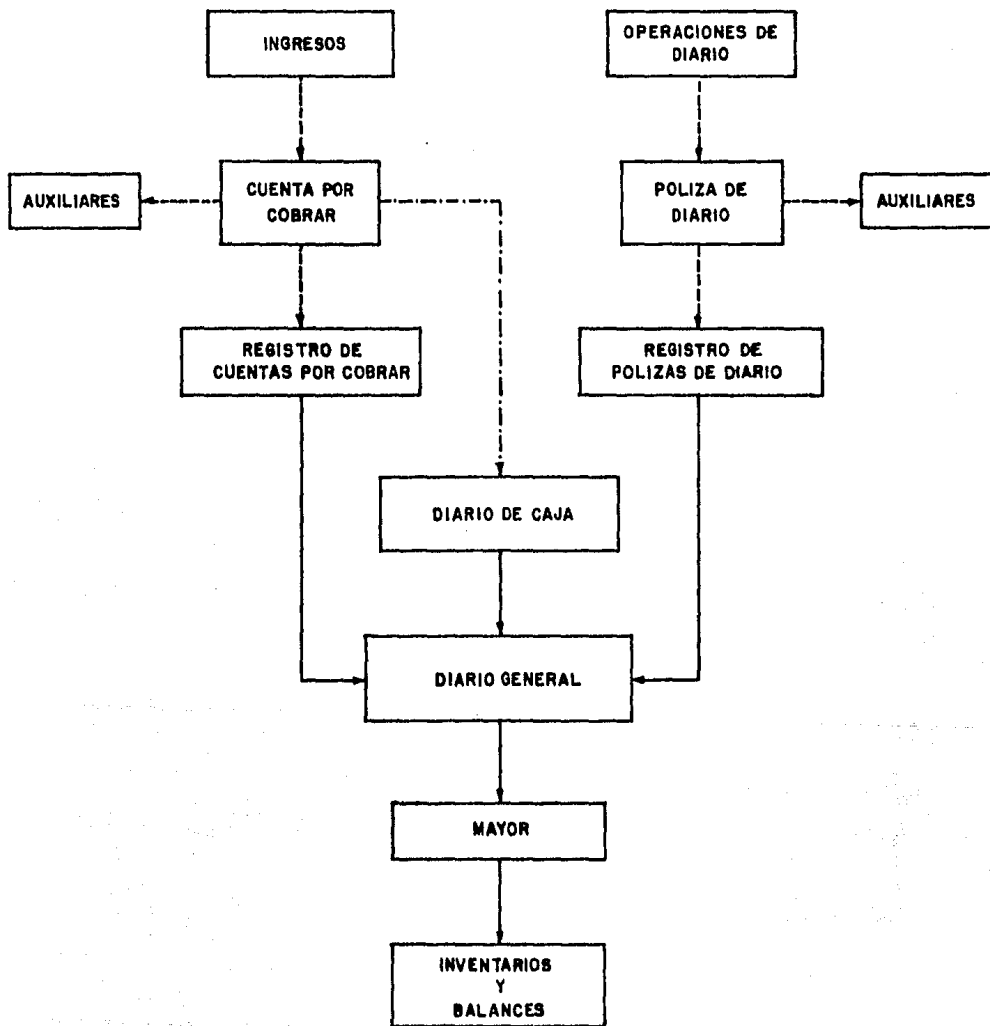 INGRESOS
OPERACIONES DE
DIARIO
AUXILIARES
CUENTA POR
COBRAR
POLIZA DE
DIARIO
AUXILIARES
REGISTRO DE
CUENTAS POR COBRAR
REGISTRO DE
POLIZAS DE DIARIO
DIARIO DE CAJA
DIARIO GENERAL
MAYOR
INVENTARIOS
Y
BALANCES